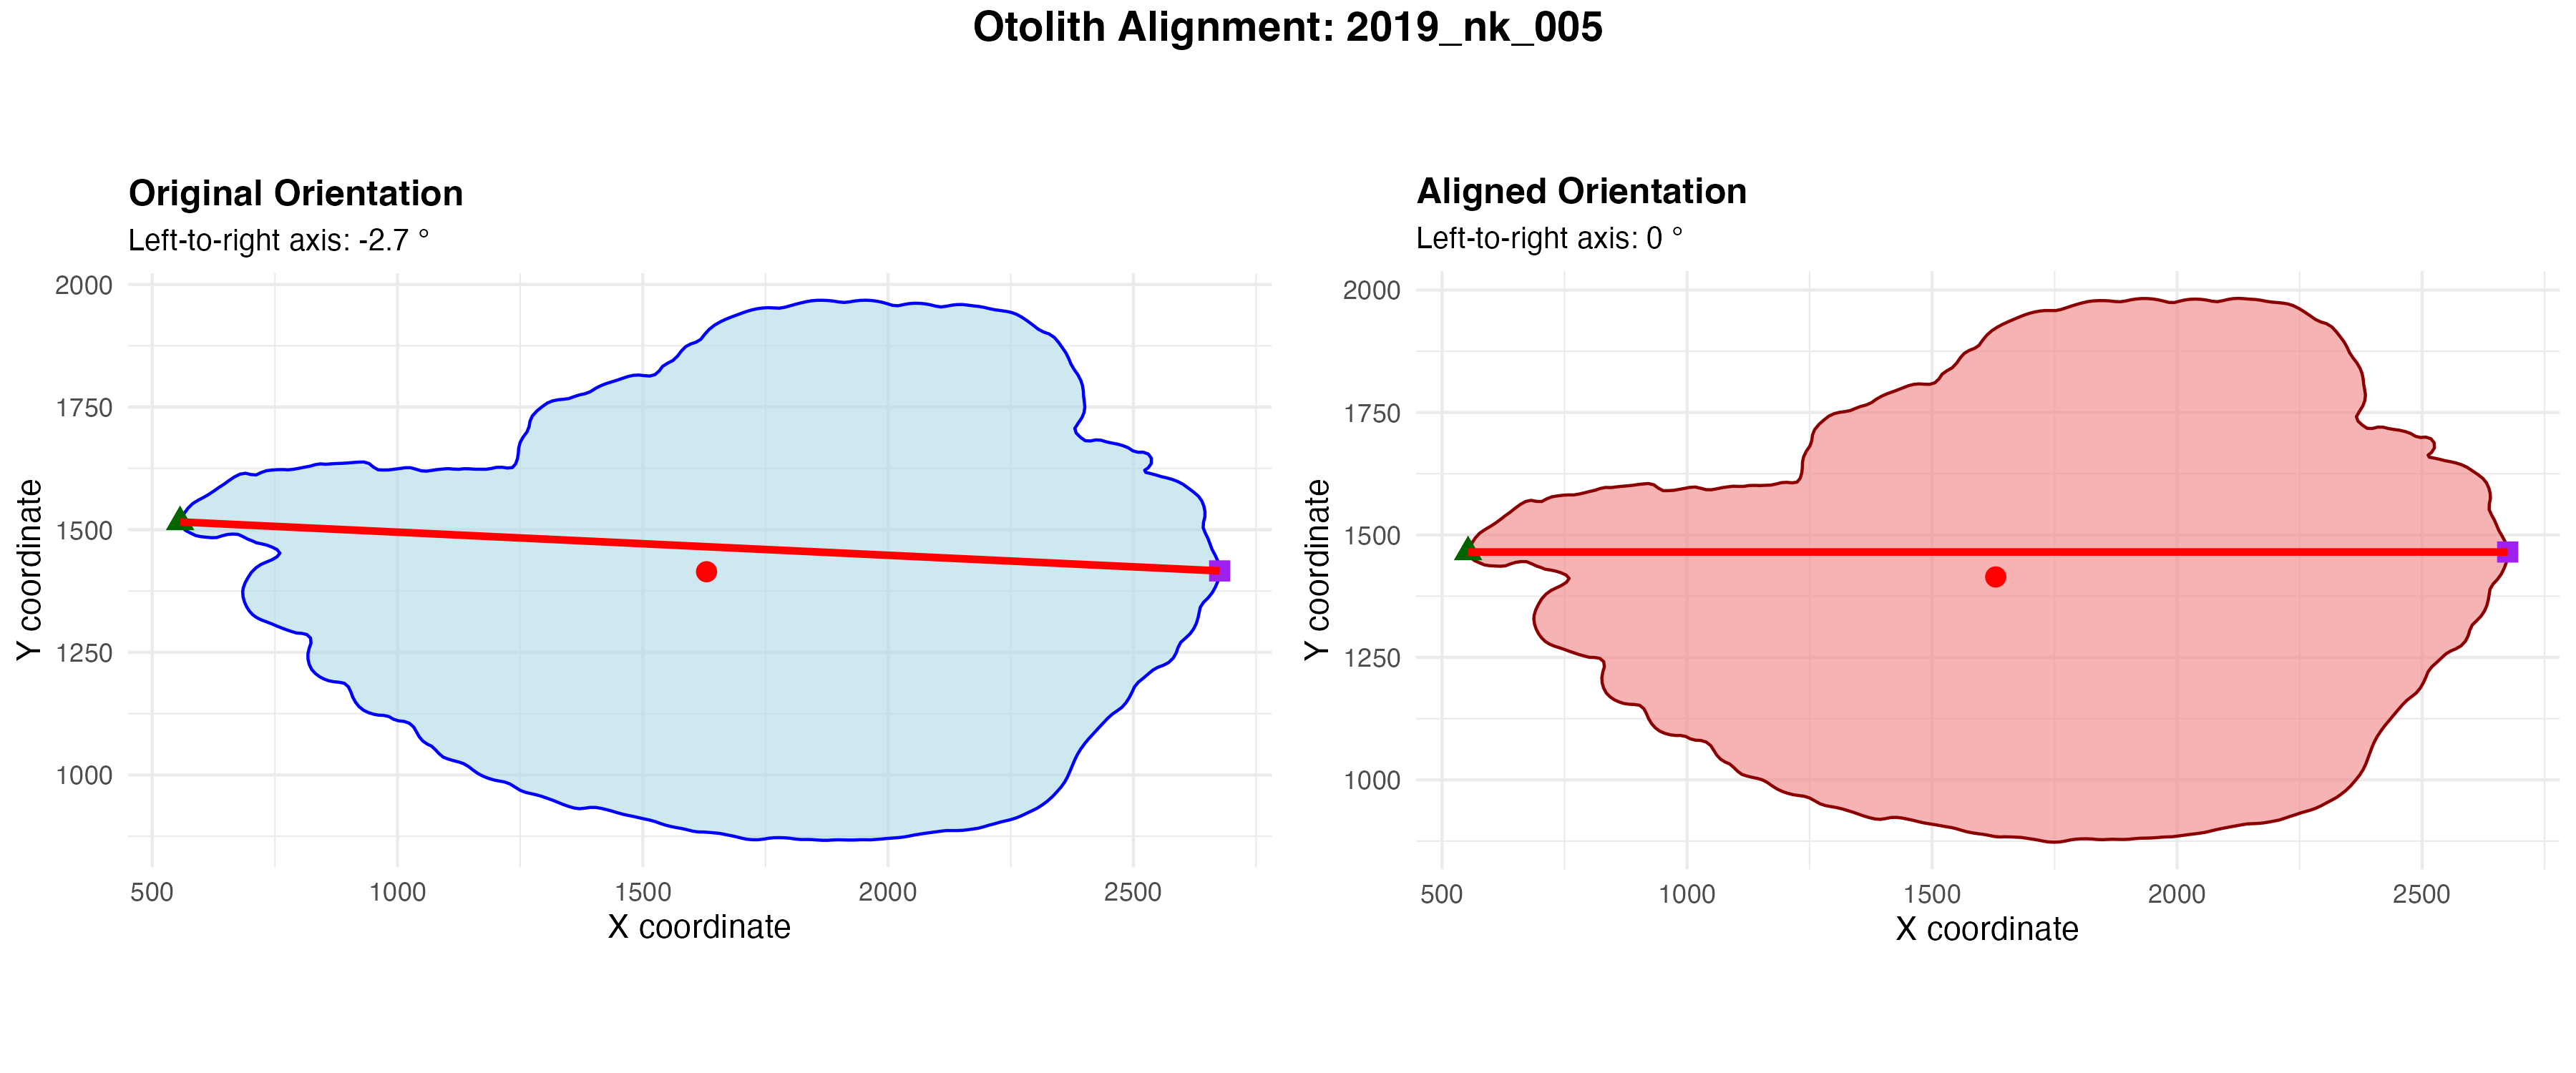 Otolith Alignment: 2019_nk_005
Original Orientation
Left-to-right axis: -2.7 °
2000
1750
1500
1250
1000
Y coordinate
500 1000 1500 2000 2500
X coordinate
Aligned Orientation
Left-to-right axis: 0 °
2000
1750
1500
1250
1000
Y coordinate
500 1000 1500 2000 2500
X coordinate